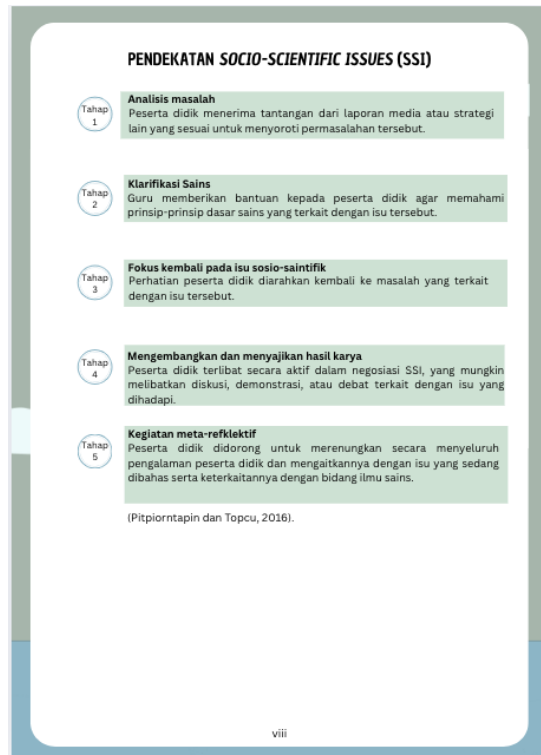 PENDEKATAN SOCIO-SCIENTIFIC ISSUES (SSI)
Tahap
1
Analisis masalah
Peserta didik menerima tantangan dari laporan media atau strategi
lain yang sesuai untuk menyoroti permasalahan tersebut.
Tahap
2
Klarifikasi Sains
Guru memberikan bantuan kepada peserta didik agar memahami
prinsip-prinsip dasar sains yang terkait dengan isu tersebut.
Tahap
3
Fokus kembali pada isu sosio-saintifik
Perhatian peserta didik diarahkan kembali ke masalah yang terkait
dengan isu tersebut.
Tahap
4
Mengembangkan dan menyajikan hasil karya
Peserta didik terlibat secara aktif dalam negosiasi SSI, yang mungkin
melibatkan diskusi, demonstrasi, atau debat terkait dengan isu yang
dihadapi.
Tahap
5
Kegiatan meta-refklektif
Peserta didik didorong untuk merenungkan secara menyeluruh
pengalaman peserta didik dan mengaitkannya dengan isu yang sedang
dibahas serta keterkaitannya dengan bidang ilmu sains.
(Pitpiorntapin dan Topcu, 2016).
viii